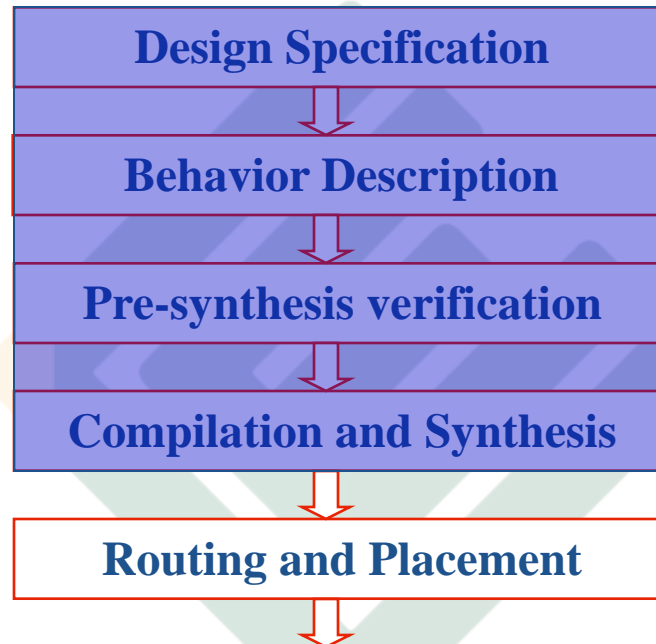 Design Specification
Behavior Description
Pre-synthesis verification
Compilation and Synthesis
Routing and Placement